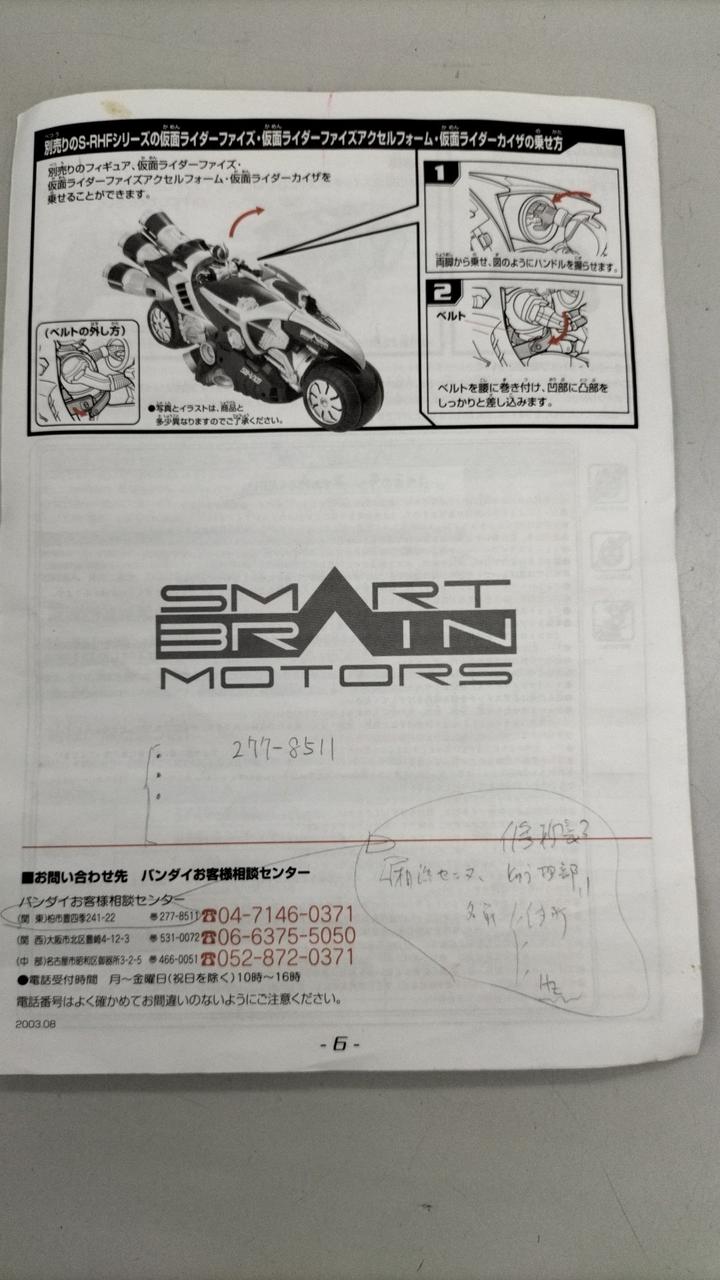 別売りのS-RHFシリーズの仮面ライダーファイズ・仮面ライダーファイズアクセルフォーム・仮面ライダーカイザの乗せ方
別売りのフィギュア、仮面ライダーファイズ・
仮面ライダーファイズアクセルフォーム・仮面ライダーカイザを
乗せることができます。
1
両脚から乗せ、図のようにハンドルを握らせます。
2
ベルト
ベルトを腰に巻き付け、凹部に凸部を
しっかりと差し込みます。
(ベルトの外し方)
●写真とイラストは、商品と
多少異なりますのでご了承ください。
SMART
BRAIN
MOTORS
277-8511
■お問い合わせ先 バンダイお客様相談センター
バンダイお客様相談センター
(関 東)柏市豊四季241-22 〠277-8511☎04-7146-0371
(関 西)大阪市北区豊崎4-12-3 〠531-0072☎06-6375-5050
(中 部)名古屋市昭和区御器所3-2-5 〠466-0051☎052-872-0371
●電話受付時間 月~金曜日(祝日を除く)10時~16時
電話番号はよく確かめてお間違いのないようにご注意ください。
2003.08
- 6 -
名前 住所